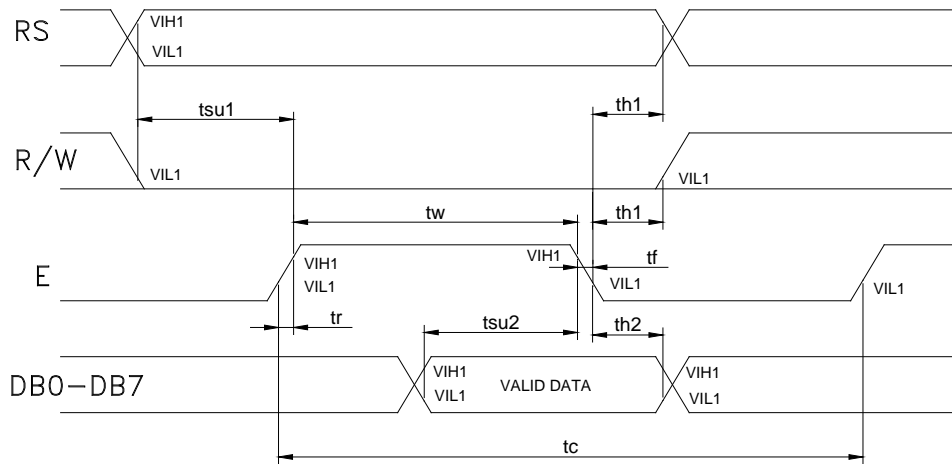 RS VIH1
VIL1
tsu1 th1
R/W VIL1 VIL1
tw th1
E VIH1 VIH1 tf
VIL1 VIL1 VIL1
tr tsu2 th2
DB0-DB7 VIH1 VALID DATA VIH1
VIL1 VIL1
tc